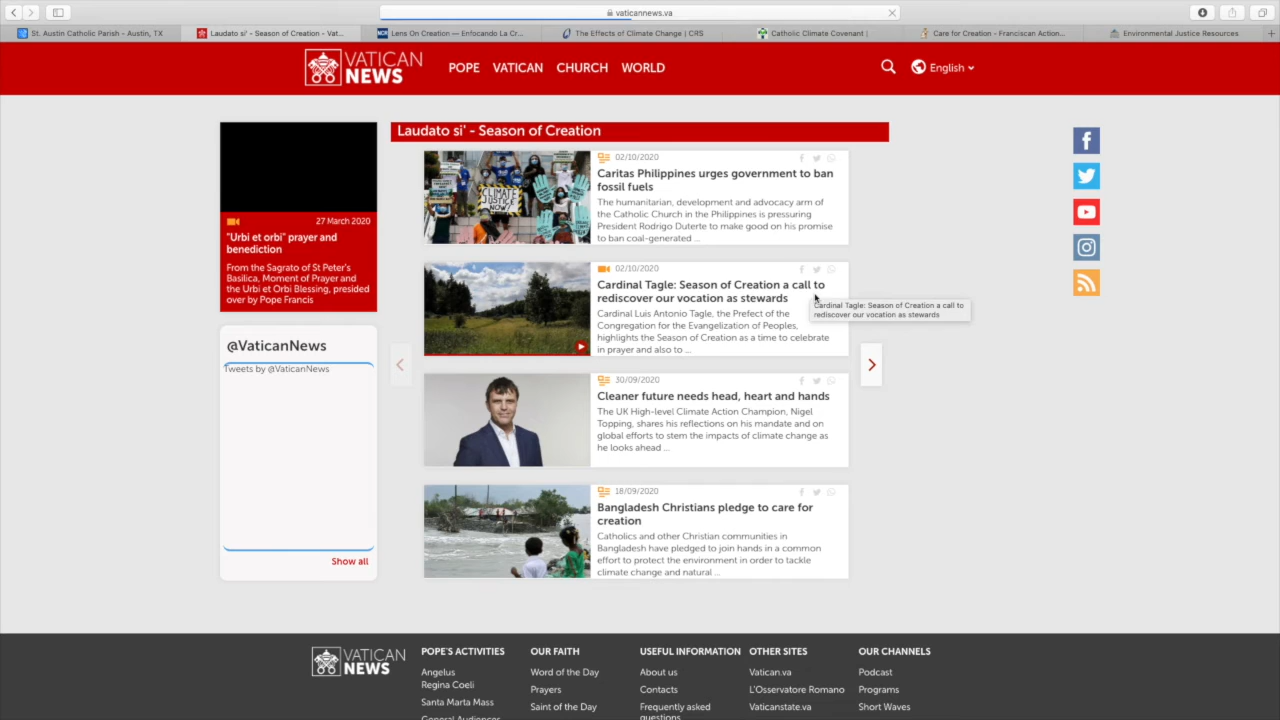 vaticannews.va
St. Austin Catholic Parish - Austin, TX
Laudato si' - Season of Creation - Vat...
Lens On Creation — Enfocando La Cr...
The Effects of Climate Change | CRS
Catholic Climate Covenant |
Care for Creation - Franciscan Action...
Environmental Justice Resources
VATICAN
NEWS
POPE VATICAN CHURCH WORLD
English
Laudato si' - Season of Creation
27 March 2020
"Urbi et orbi" prayer and
benediction
From the Sagrato of St Peter's
Basilica, Moment of Prayer and
the Urbi et Orbi Blessing, presided
over by Pope Francis
@VaticanNews
Tweets by @VaticanNews
Show all
CLIMATE
JUSTICE
NOW!
02/10/2020
Caritas Philippines urges government to ban
fossil fuels
The humanitarian, development and advocacy arm of
the Catholic Church in the Philippines is pressuring
President Rodrigo Duterte to make good on his promise
to ban coal-generated ...
02/10/2020
Cardinal Tagle: Season of Creation a call to
rediscover our vocation as stewards
Cardinal Luis Antonio Tagle, the Prefect of the
Congregation for the Evangelization of Peoples,
highlights the Season of Creation as a time to celebrate
in prayer and also to ...
Cardinal Tagle: Season of Creation a call to
rediscover our vocation as stewards
30/09/2020
Cleaner future needs head, heart and hands
The UK High-level Climate Action Champion, Nigel
Topping, shares his reflections on his mandate and on
global efforts to stem the impacts of climate change as
he looks ahead ...
18/09/2020
Bangladesh Christians pledge to care for
creation
Catholics and other Christian communities in
Bangladesh have pledged to join hands in a common
effort to protect the environment in order to tackle
climate change and natural ...
VATICAN
NEWS
POPE'S ACTIVITIES
Angelus
Regina Coeli
Santa Marta Mass
General Audiences
OUR FAITH
Word of the Day
Prayers
Saint of the Day
USEFUL INFORMATION
About us
Contacts
Frequently asked
questions
OTHER SITES
Vatican.va
L'Osservatore Romano
Vaticanstate.va
OUR CHANNELS
Podcast
Programs
Short Waves